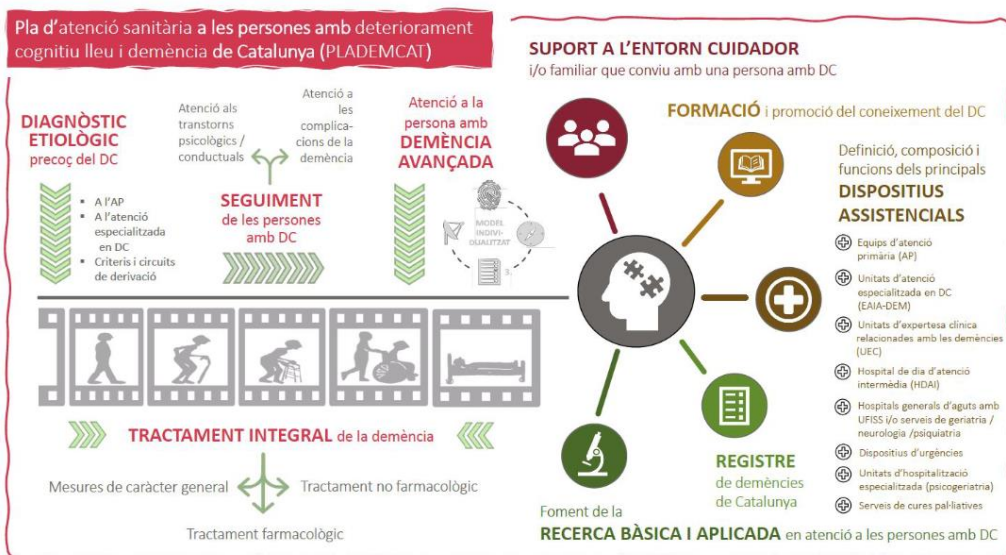 Pla d'atenció sanitària a les persones amb deteriorament
cognitiu lleu i demència de Catalunya (PLADEMCAT)
DIAGNÒSTIC
ETIOLÒGIC
precoç del DC
A l'AP
A l'atenció
especialitzada
en DC
Criteris i circuits
de derivació
Atenció als
transtorns
psicològics /
conductuals
Atenció a
les
complica-
cions de la
demència
SEGUIMENT
de les persones
amb DC
Atenció a la
persona amb
DEMÈNCIA
AVANÇADA
MODEL
INDIVI-
DUALITZAT
TRACTAMENT INTEGRAL de la demència
Mesures de caràcter general
Tractament no farmacològic
Tractament farmacològic
SUPORT A L'ENTORN CUIDADOR
i/o familiar que conviu amb una persona amb DC
FORMACIÓ i promoció del coneixement del DC
Definició, composició i
funcions dels principals
DISPOSITIUS
ASSISTENCIALS
Equips d'atenció
primària (AP)
Unitats d'atenció
especialitzada en DC
(EAIA-DEM)
Unitats d'expertesa clínica
relacionades amb les demències
(UEC)
Hospital de dia d'atenció
intermèdia (HDAI)
Hospitals generals d'aguts amb
UFISS i/o serveis de geriatria /
neurologia /psiquiatria
Dispositius d'urgències
Unitats d'hospitalització
especialitzada (psicogeriatria)
Serveis de cures pal·liatives
REGISTRE
de demències
de Catalunya
Foment de la
RECERCA BÀSICA I APLICADA en atenció a les persones amb DC